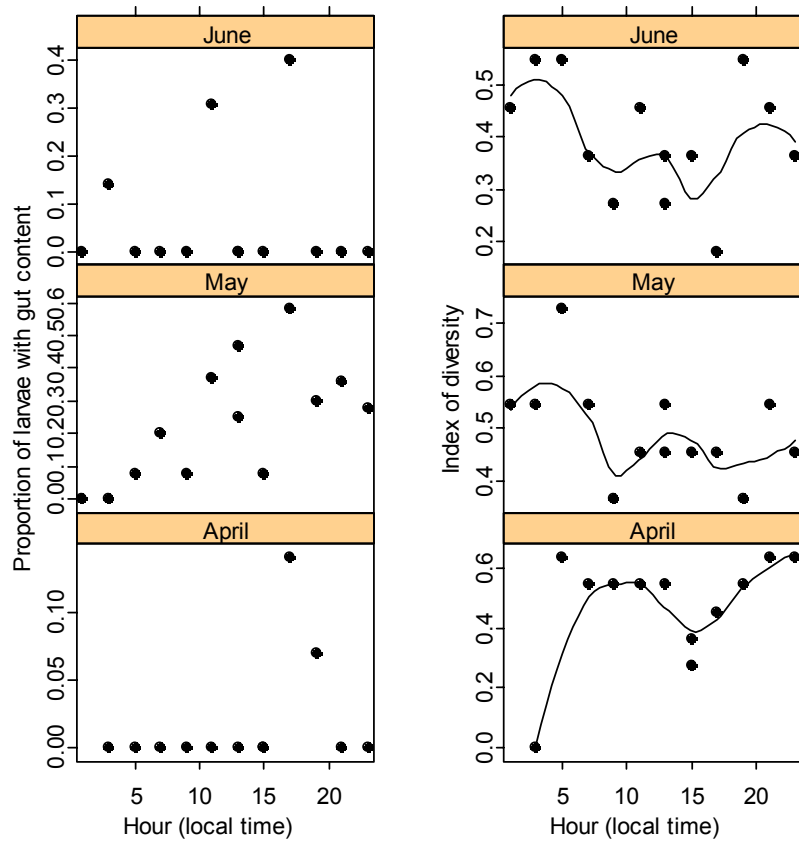 June
0.4
0.3
0.2
0.1
0.0
May
0.6
0.5
0.4
0.3
0.2
0.1
0.0
April
0.10
0.05
0.00
5 10 15 20
Hour (local time)
Proportion of larvae with gut content
June
0.5
0.4
0.3
0.2
May
0.7
0.6
0.5
0.4
April
0.6
0.4
0.2
0.0
5 10 15 20
Hour (local time)
Index of diversity